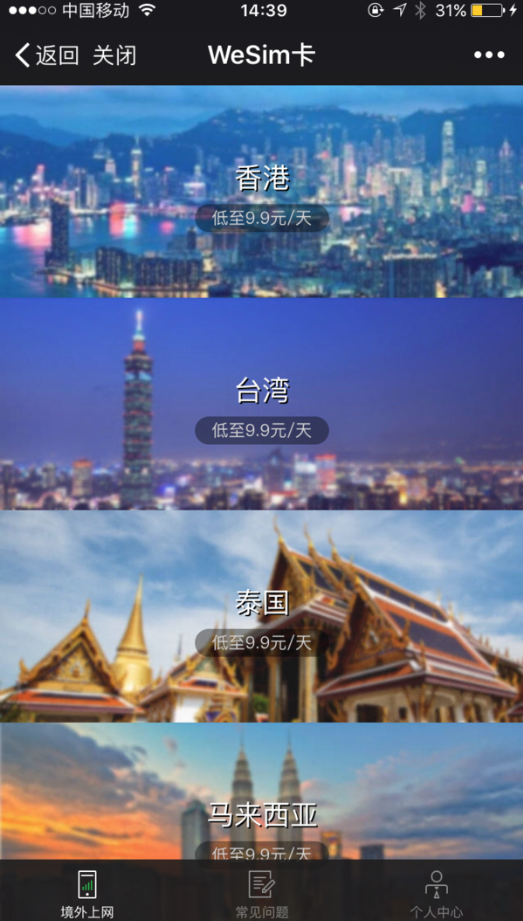 中国移动 14:39 31%
返回 关闭 WeSim卡
香港
低至9.9元/天
台湾
低至9.9元/天
泰国
低至9.9元/天
马来西亚
低至9.9元/天
境外上网 常见问题 个人中心